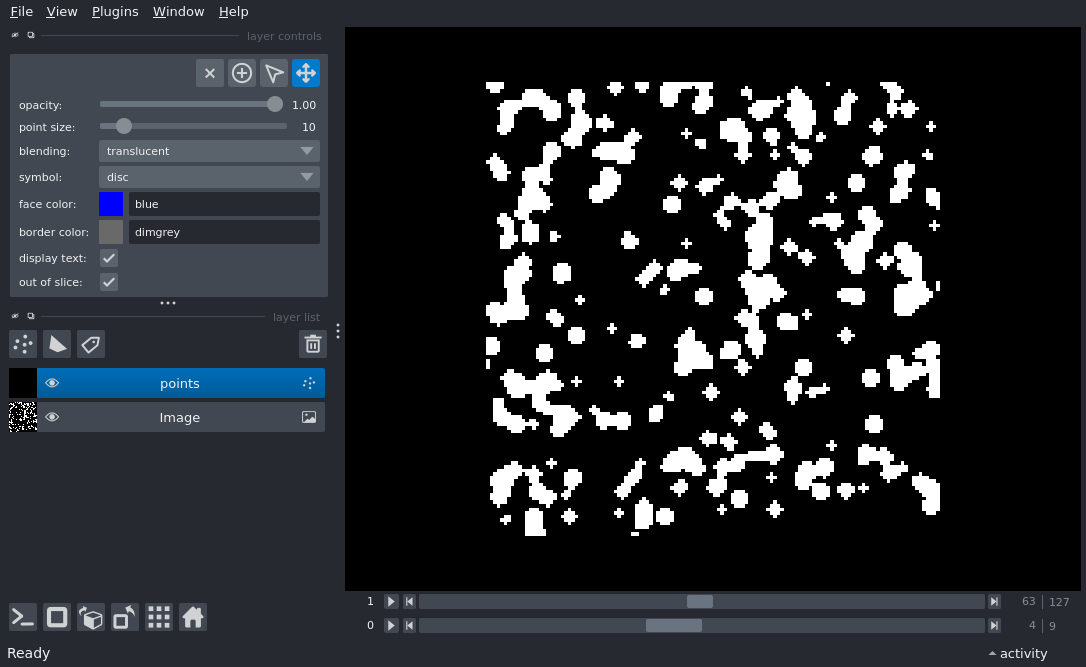 File View Plugins Window Help
layer controls
opacity: 1.00
point size: 10
blending: translucent
symbol: disc
face color: blue
border color: dimgrey
display text:
out of slice:
layer list
points
Image
1 63 127
0 4 9
Ready activity